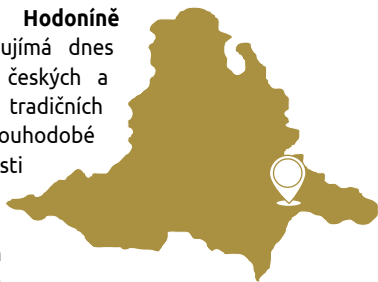 Hodoníně
ujímá dnes
českých a
tradičních
ouhodobé
sti